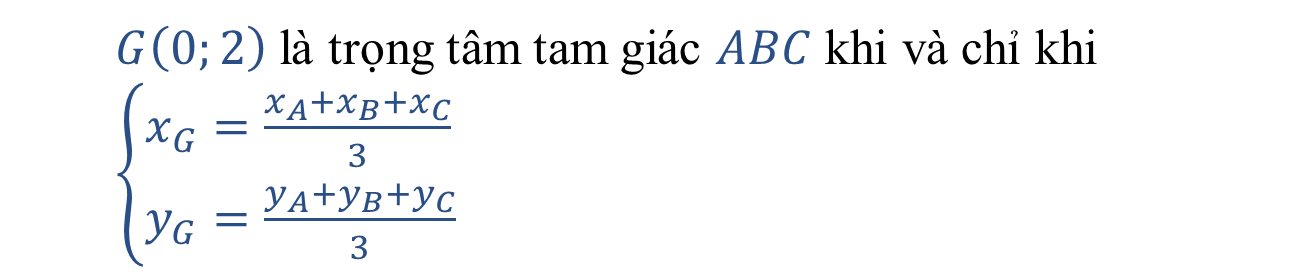 G(0; 2) là trọng tâm tam giác ABC khi và chỉ khi
{ x_G = (x_A+x_B+x_C)/3
y_G = (y_A+y_B+y_C)/3